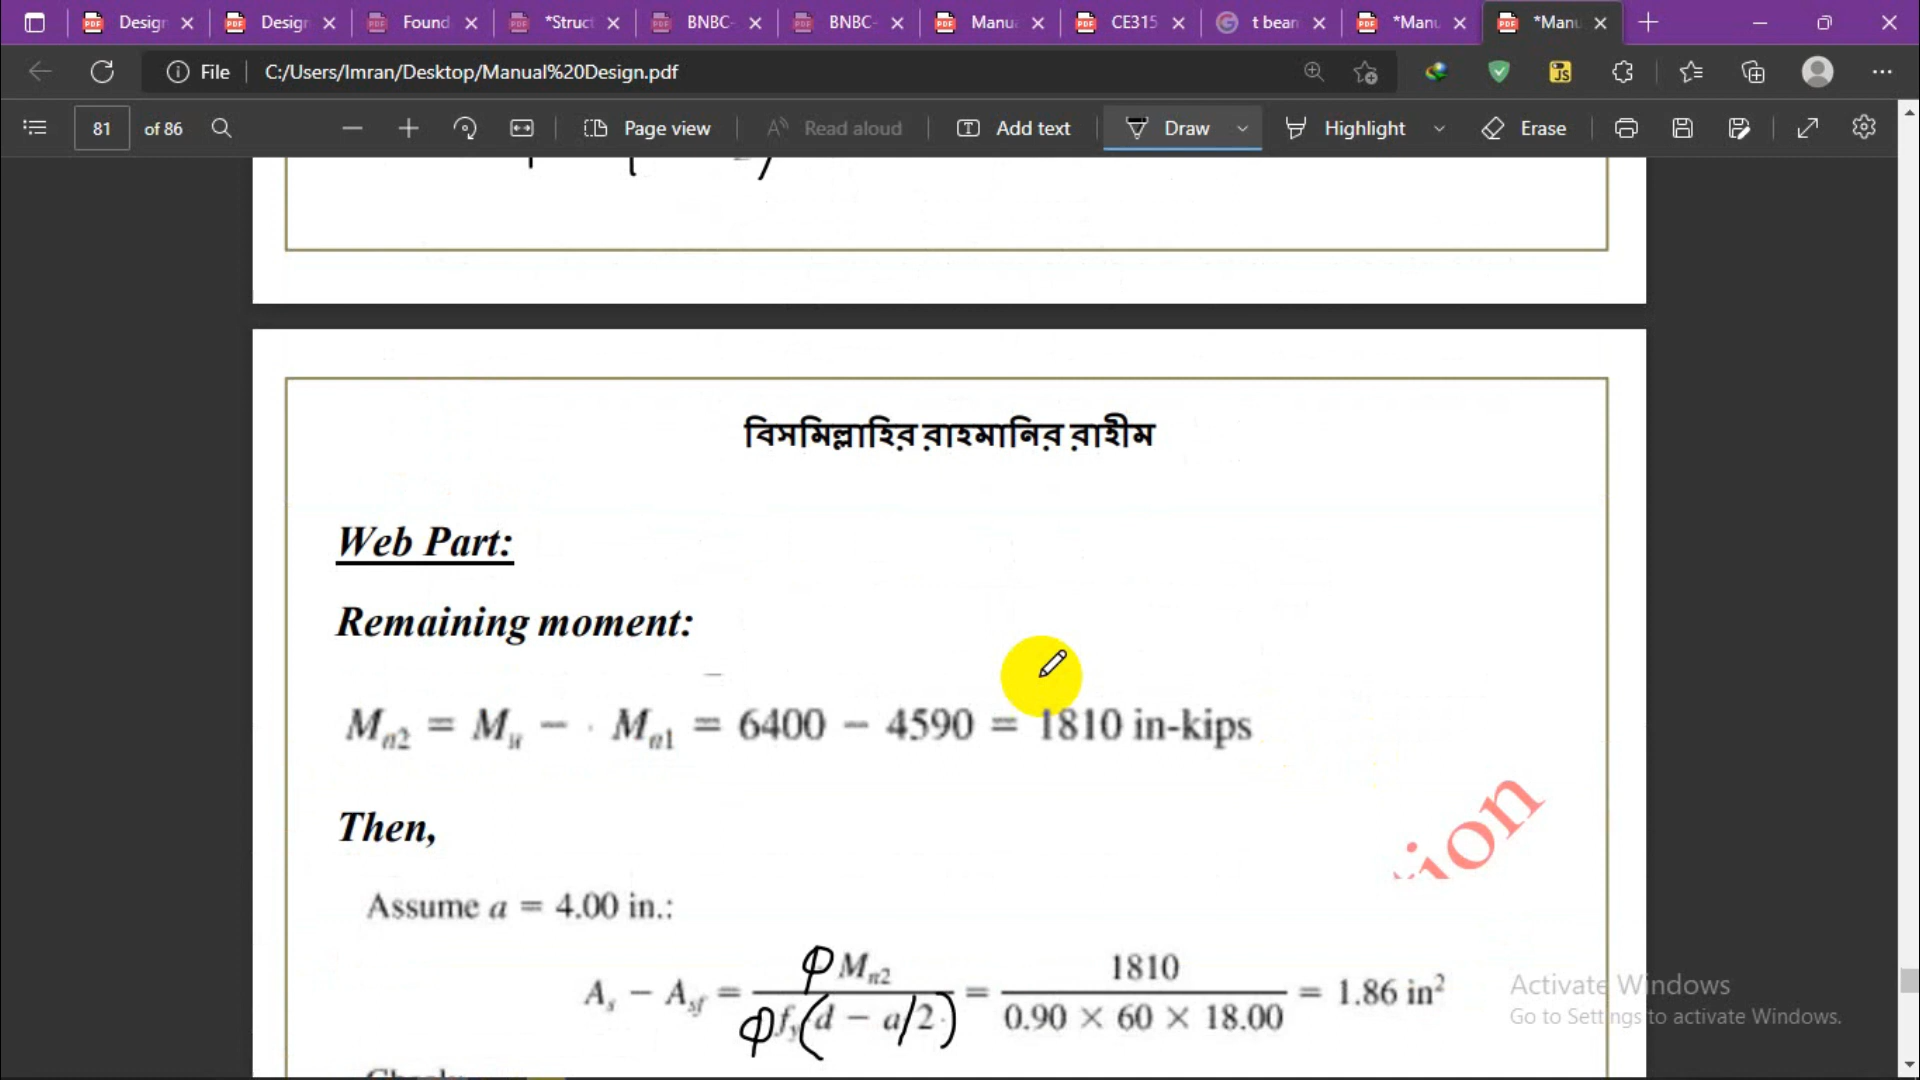 Design
Design
Found
*Struct
BNBC-
BNBC-
Manu
CE315
t bean
*Manu
*Manu
File
C:/Users/Imran/Desktop/Manual%20Design.pdf
81 of 86
Page view
Read aloud
Add text
Draw
Highlight
Erase
বিসমিল্লাহির রাহমানির রাহীম
Web Part:
Remaining moment:
Mn2 = Mu − · Mn1 = 6400 − 4590 = 1810 in-kips
Then,
tion
Assume a = 4.00 in.:
As − Asf = φ Mn2 / φfy(d − a/2) = 1810 / 0.90 × 60 × 18.00 = 1.86 in²
Activate Windows
Go to Settings to activate Windows.